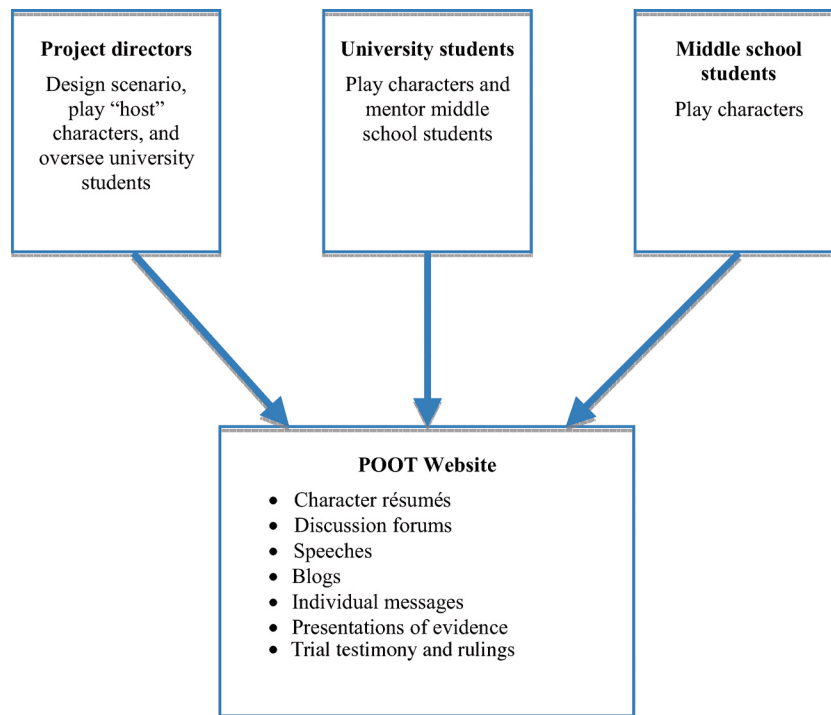 Project directors
Design scenario,
play “host”
characters, and
oversee university
students
University students
Play characters and
mentor middle
school students
Middle school
students
Play characters
POOT Website
• Character résumés
• Discussion forums
• Speeches
• Blogs
• Individual messages
• Presentations of evidence
• Trial testimony and rulings